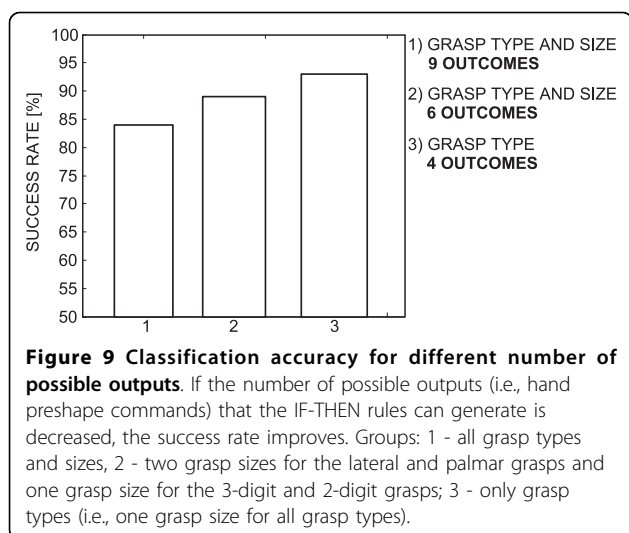 100
95
90
85
80
75
70
65
60
55
50
SUCCESS RATE [%]
1 2 3
1) GRASP TYPE AND SIZE
9 OUTCOMES
2) GRASP TYPE AND SIZE
6 OUTCOMES
3) GRASP TYPE
4 OUTCOMES
Figure 9 Classification accuracy for different number of
possible outputs. If the number of possible outputs (i.e., hand
preshape commands) that the IF-THEN rules can generate is
decreased, the success rate improves. Groups: 1 - all grasp types
and sizes, 2 - two grasp sizes for the lateral and palmar grasps and
one grasp size for the 3-digit and 2-digit grasps; 3 - only grasp
types (i.e., one grasp size for all grasp types).